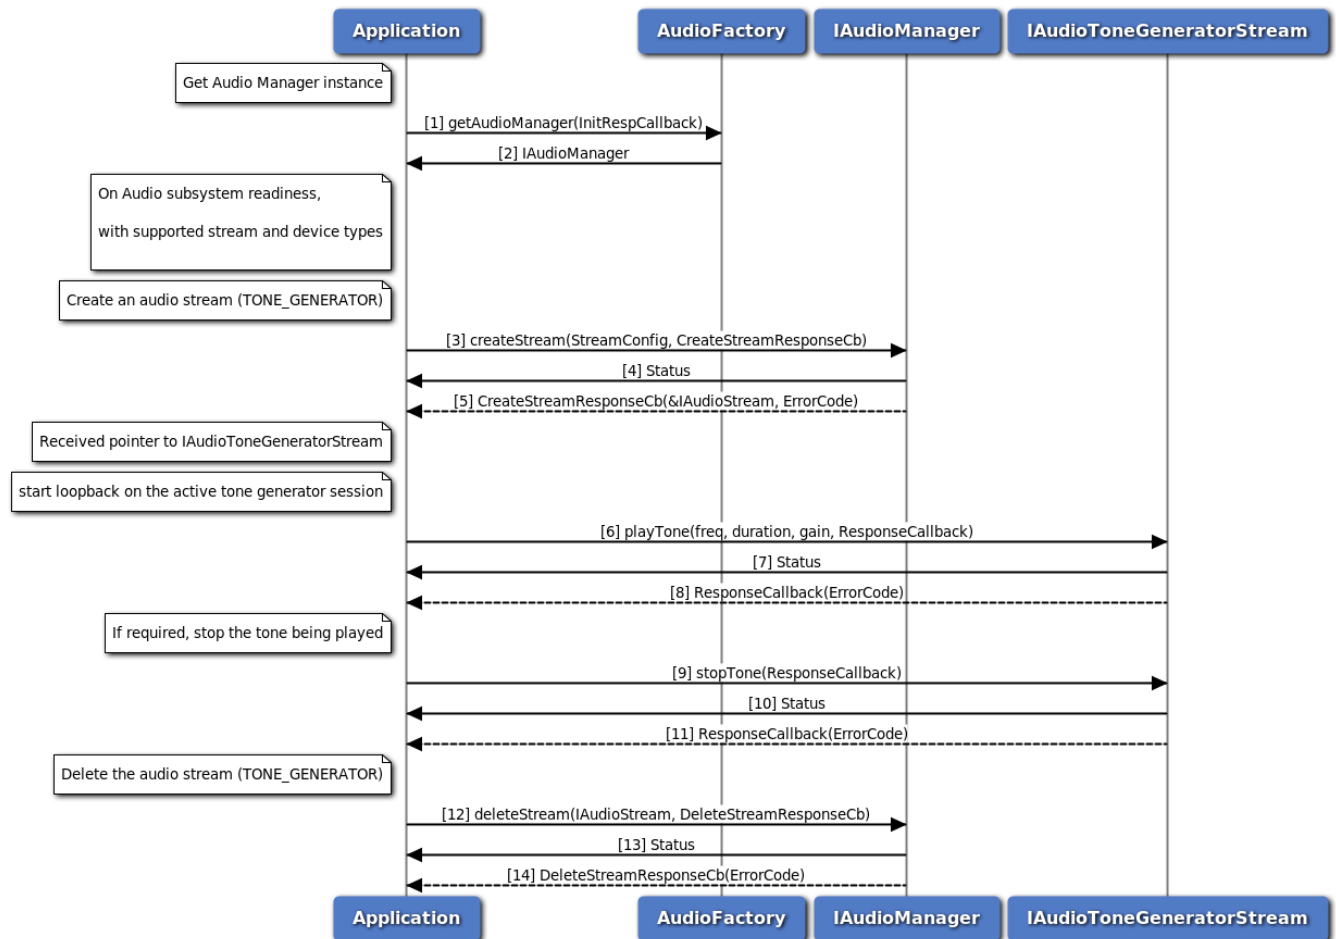 Application
AudioFactory
IAudioManager
IAudioToneGeneratorStream
Get Audio Manager instance
[1] getAudioManager(InitRespCallback)
[2] IAudioManager
On Audio subsystem readiness,
with supported stream and device types
Create an audio stream (TONE_GENERATOR)
[3] createStream(StreamConfig, CreateStreamResponseCb)
[4] Status
[5] CreateStreamResponseCb(&IAudioStream, ErrorCode)
Received pointer to IAudioToneGeneratorStream
start loopback on the active tone generator session
[6] playTone(freq, duration, gain, ResponseCallback)
[7] Status
[8] ResponseCallback(ErrorCode)
If required, stop the tone being played
[9] stopTone(ResponseCallback)
[10] Status
[11] ResponseCallback(ErrorCode)
Delete the audio stream (TONE_GENERATOR)
[12] deleteStream(IAudioStream, DeleteStreamResponseCb)
[13] Status
[14] DeleteStreamResponseCb(ErrorCode)
Application
AudioFactory
IAudioManager
IAudioToneGeneratorStream